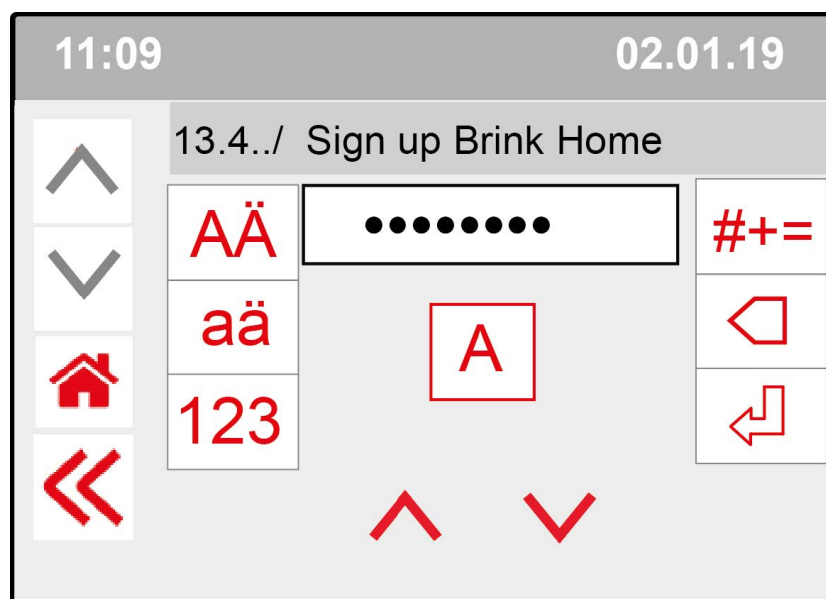 11:09 02.01.19
13.4../ Sign up Brink Home
AÄ ●●●●●●●● #+=
aä
A
123